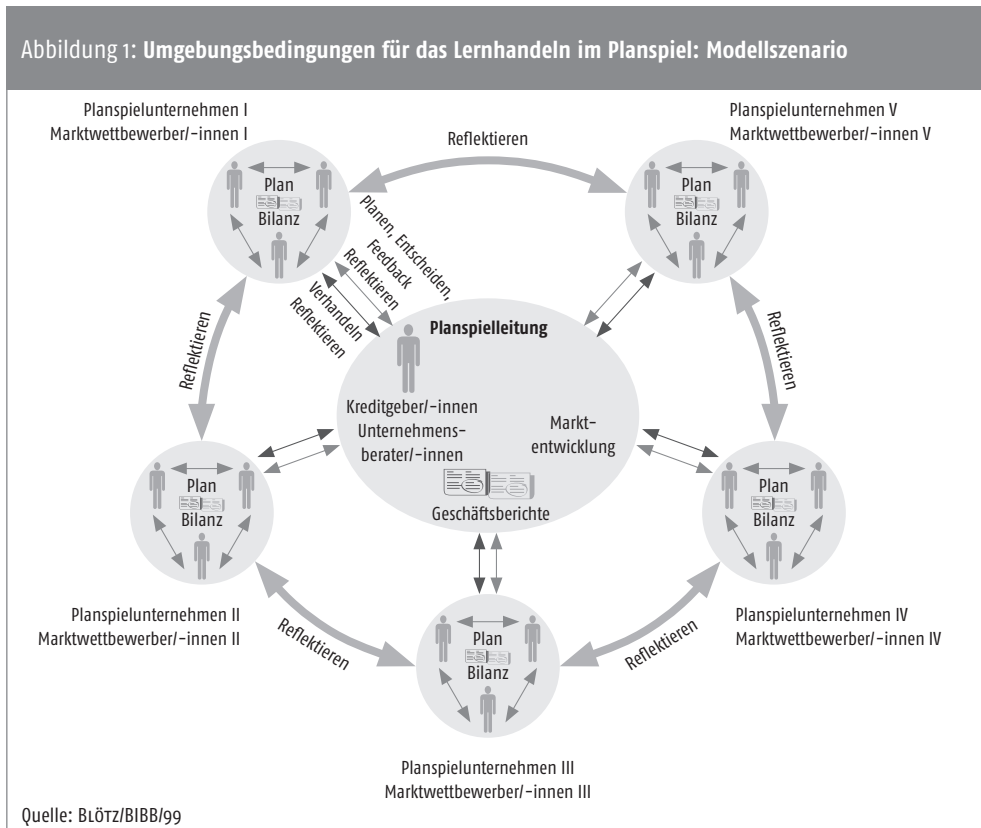 Abbildung 1: Umgebungsbedingungen für das Lernhandeln im Planspiel: Modellszenario
Planspielunternehmen I
Marktwettbewerber/-innen I
Planspielunternehmen V
Marktwettbewerber/-innen V
Reflektieren
Plan
Bilanz
Plan
Bilanz
Planen, Entscheiden,
Feedback
Reflektieren
Verhandeln
Reflektieren
Reflektieren
Reflektieren
Planspielleitung
Kreditgeber/-innen
Unternehmens-
berater/-innen
Markt-
entwicklung
Geschäftsberichte
Plan
Bilanz
Plan
Bilanz
Planspielunternehmen II
Marktwettbewerber/-innen II
Planspielunternehmen IV
Marktwettbewerber/-innen IV
Reflektieren
Reflektieren
Plan
Bilanz
Planspielunternehmen III
Marktwettbewerber/-innen III
Quelle: BLÖTZ/BIBB/99